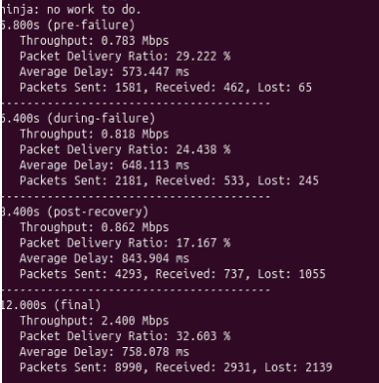 ninja: no work to do.
5.800s (pre-failure)
Throughput: 0.783 Mbps
Packet Delivery Ratio: 29.222 %
Average Delay: 573.447 ms
Packets Sent: 1581, Received: 462, Lost: 65
----------------------------------------
6.400s (during-failure)
Throughput: 0.818 Mbps
Packet Delivery Ratio: 24.438 %
Average Delay: 648.113 ms
Packets Sent: 2181, Received: 533, Lost: 245
----------------------------------------
8.400s (post-recovery)
Throughput: 0.862 Mbps
Packet Delivery Ratio: 17.167 %
Average Delay: 843.904 ms
Packets Sent: 4293, Received: 737, Lost: 1055
----------------------------------------
12.000s (final)
Throughput: 2.400 Mbps
Packet Delivery Ratio: 32.603 %
Average Delay: 758.078 ms
Packets Sent: 8990, Received: 2931, Lost: 2139